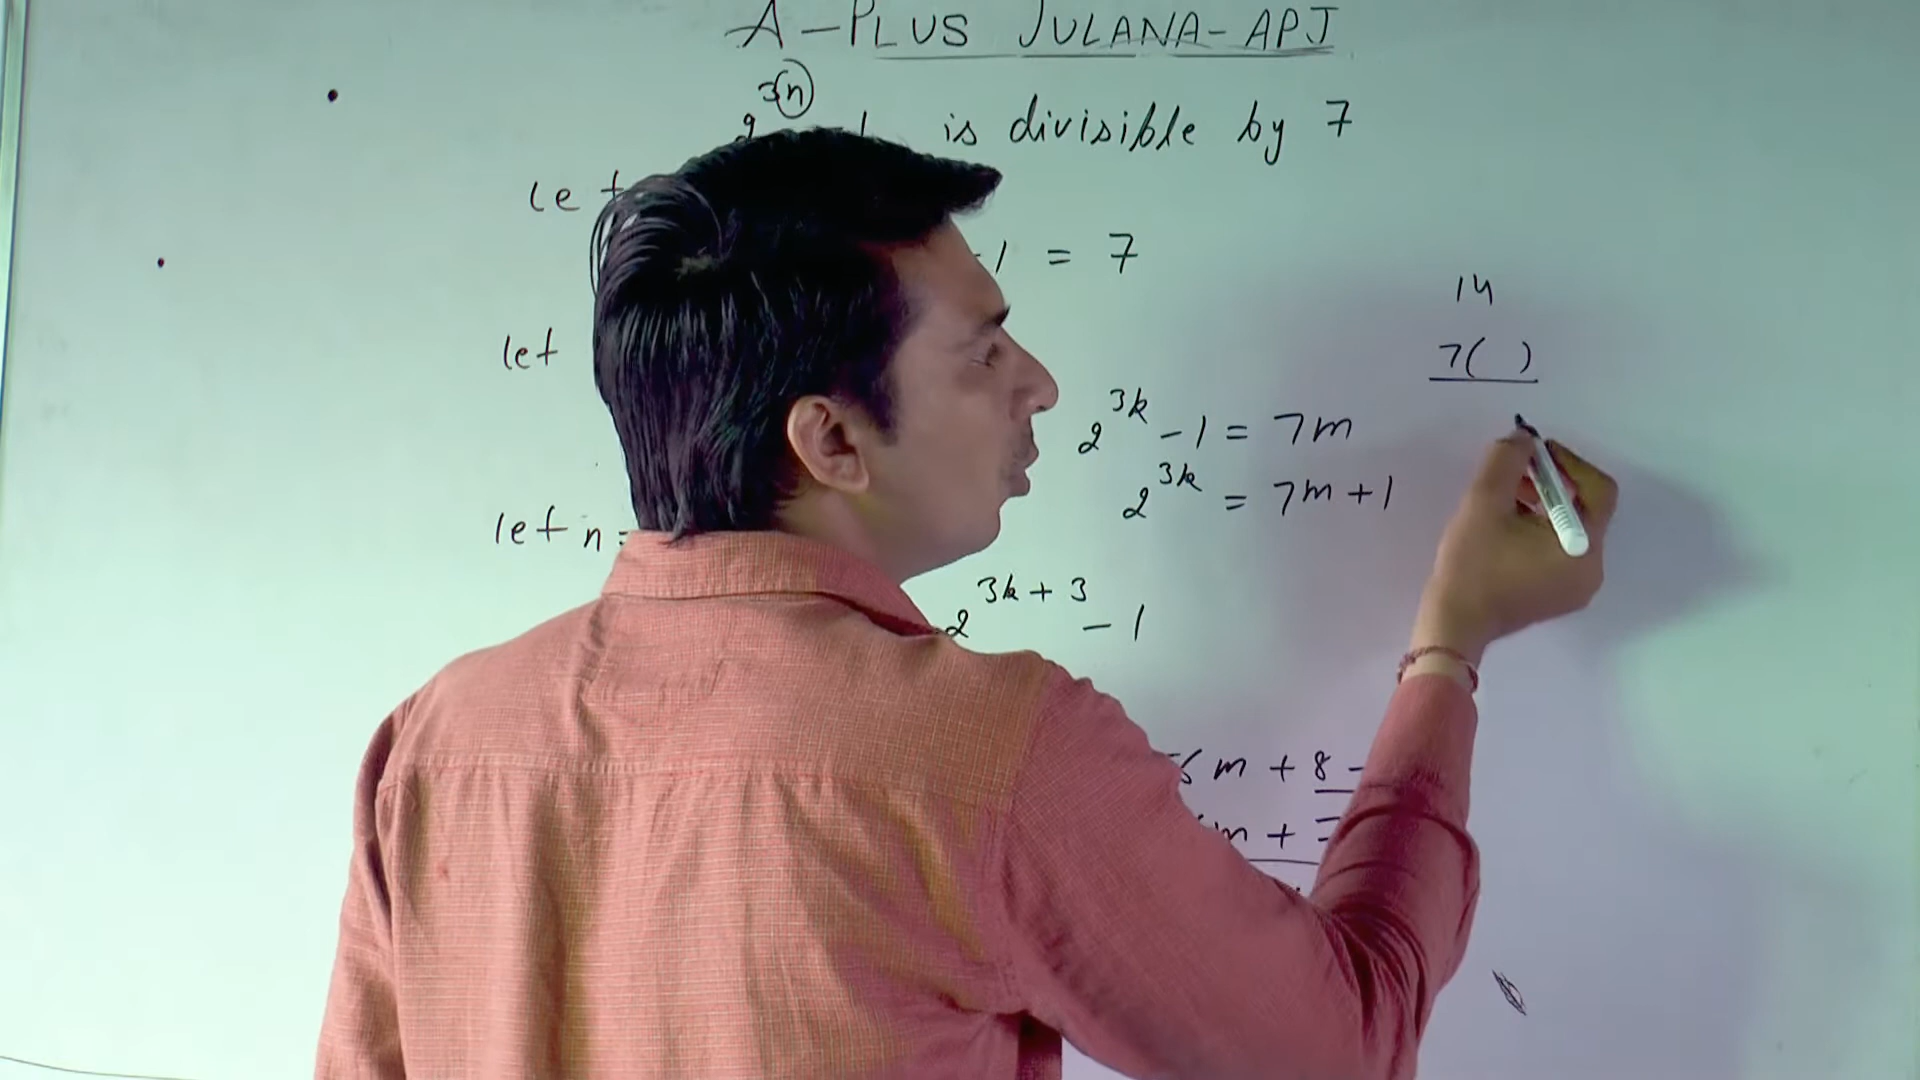 A-PLUS JULANA-APJ
2^3n -1 is divisible by 7
let
-1 = 7
14
let
7( )
2^3k - 1 = 7m
2^3k = 7m + 1
let n =
2^3k + 3 - 1
m + 8 -
m +